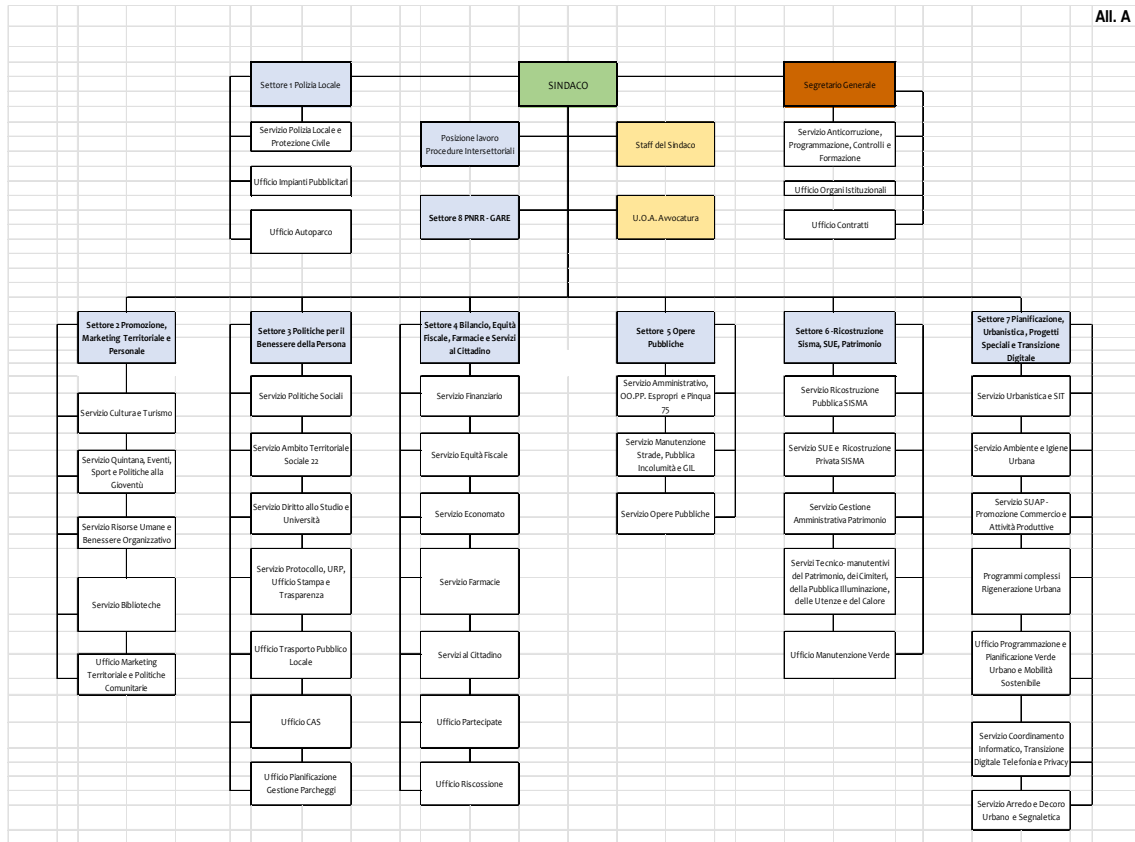 All. A
Settore 1 Polizia Locale
SINDACO
Segretario Generale
Servizio Polizia Locale e
Protezione Civile
Posizione lavoro
Procedure Intersettoriali
Staff del Sindaco
Servizio Anticorruzione,
Programmazione, Controlli e
Formazione
Ufficio Impianti Pubblicitari
Ufficio Organi Istituzionali
Ufficio Autoparco
Settore 8 PNRR - GARE
U.O.A. Avvocatura
Ufficio Contratti
Settore 2 Promozione,
Marketing Territoriale e
Personale
Settore 3 Politiche per il
Benessere della Persona
Settore 4 Bilancio, Equità
Fiscale, Farmacie e Servizi
al Cittadino
Settore 5 Opere
Pubbliche
Settore 6 -Ricostruzione
Sisma, SUE, Patrimonio
Settore 7 Pianificazione,
Urbanistica, Progetti
Speciali e Transizione
Digitale
Servizio Cultura e Turismo
Servizio Quintana, Eventi,
Sport e Politiche alla
Gioventù
Servizio Risorse Umane e
Benessere Organizzativo
Servizio Biblioteche
Ufficio Marketing
Territoriale e Politiche
Comunitarie
Servizio Politiche Sociali
Servizio Ambito Territoriale
Sociale 22
Servizio Diritto allo Studio e
Università
Servizio Protocollo, URP,
Ufficio Stampa e
Trasparenza
Ufficio Trasporto Pubblico
Locale
Ufficio CAS
Ufficio Pianificazione
Gestione Parcheggi
Servizio Finanziario
Servizio Equità Fiscale
Servizio Economato
Servizio Farmacie
Servizi al Cittadino
Ufficio Partecipate
Ufficio Riscossione
Servizio Amministrativo,
OO.PP. Espropri e Pinqua
75
Servizio Manutenzione
Strade, Pubblica
Incolumità e GIL
Servizio Opere Pubbliche
Servizio Ricostruzione
Pubblica SISMA
Servizio SUE e Ricostruzione
Privata SISMA
Servizio Gestione
Amministrativa Patrimonio
Servizi Tecnico- manutentivi
del Patrimonio, dei Cimiteri,
della Pubblica Illuminazione,
delle Utenze e del Calore
Ufficio Manutenzione Verde
Servizio Urbanistica e SIT
Servizio Ambiente e Igiene
Urbana
Servizio SUAP -
Promozione Commercio e
Attività Produttive
Programmi complessi
Rigenerazione Urbana
Ufficio Programmazione e
Pianificazione Verde
Urbano e Mobilità
Sostenibile
Servizio Coordinamento
Informatico, Transizione
Digitale Telefonia e Privacy
Servizio Arredo e Decoro
Urbano e Segnaletica